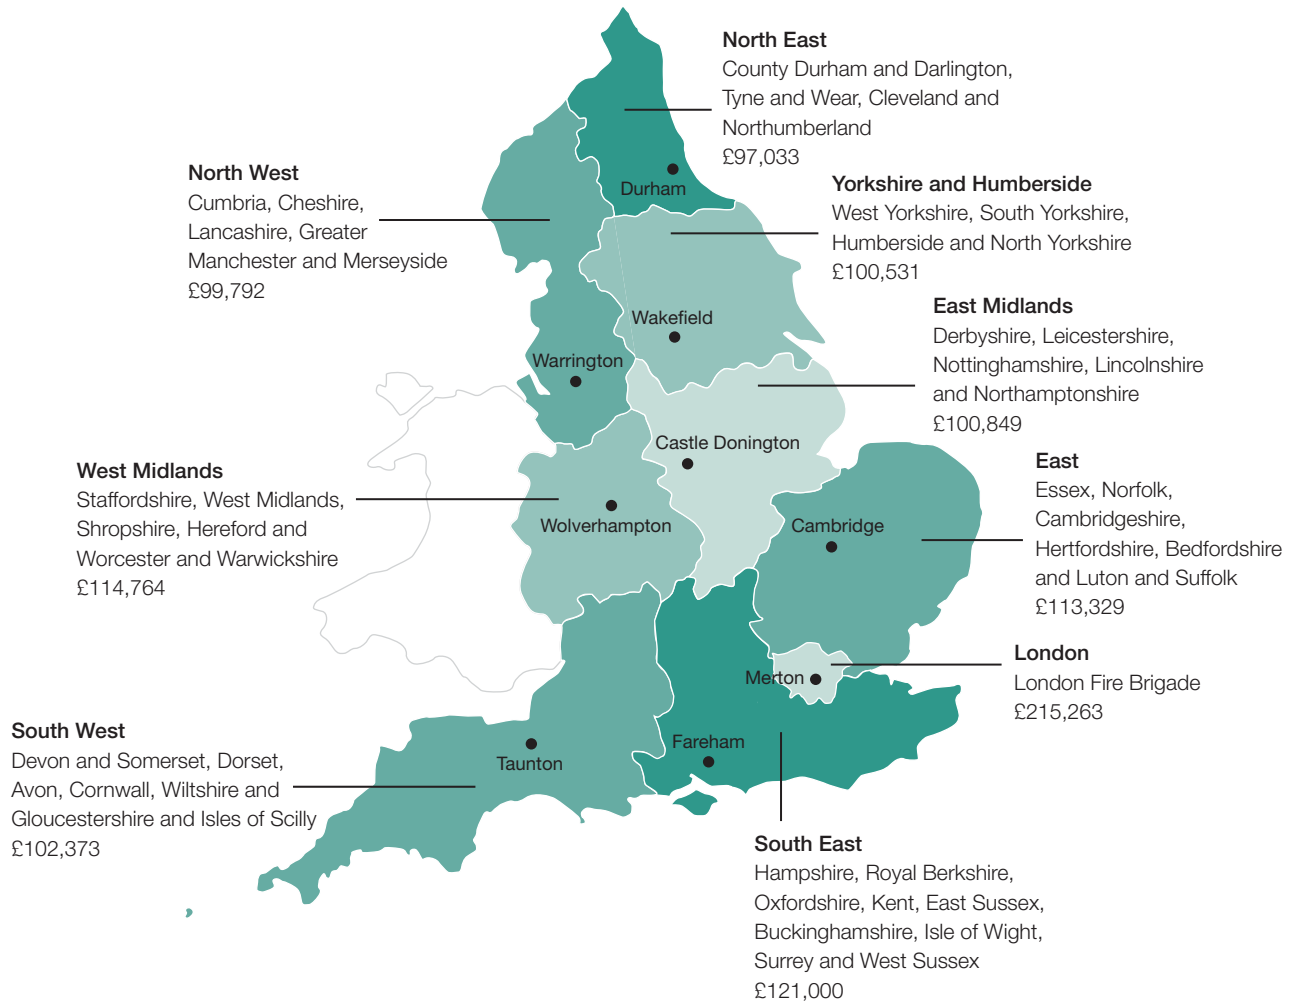 North East
County Durham and Darlington,
Tyne and Wear, Cleveland and
Northumberland
£97,033
Durham
North West
Cumbria, Cheshire,
Lancashire, Greater
Manchester and Merseyside
£99,792
Yorkshire and Humberside
West Yorkshire, South Yorkshire,
Humberside and North Yorkshire
£100,531
Wakefield
East Midlands
Derbyshire, Leicestershire,
Nottinghamshire, Lincolnshire
and Northamptonshire
£100,849
Warrington
Castle Donington
West Midlands
Staffordshire, West Midlands,
Shropshire, Hereford and
Worcester and Warwickshire
£114,764
Wolverhampton
Cambridge
East
Essex, Norfolk,
Cambridgeshire,
Hertfordshire, Bedfordshire
and Luton and Suffolk
£113,329
London
London Fire Brigade
£215,263
Merton
South West
Devon and Somerset, Dorset,
Avon, Cornwall, Wiltshire and
Gloucestershire and Isles of Scilly
£102,373
Taunton
Fareham
South East
Hampshire, Royal Berkshire,
Oxfordshire, Kent, East Sussex,
Buckinghamshire, Isle of Wight,
Surrey and West Sussex
£121,000